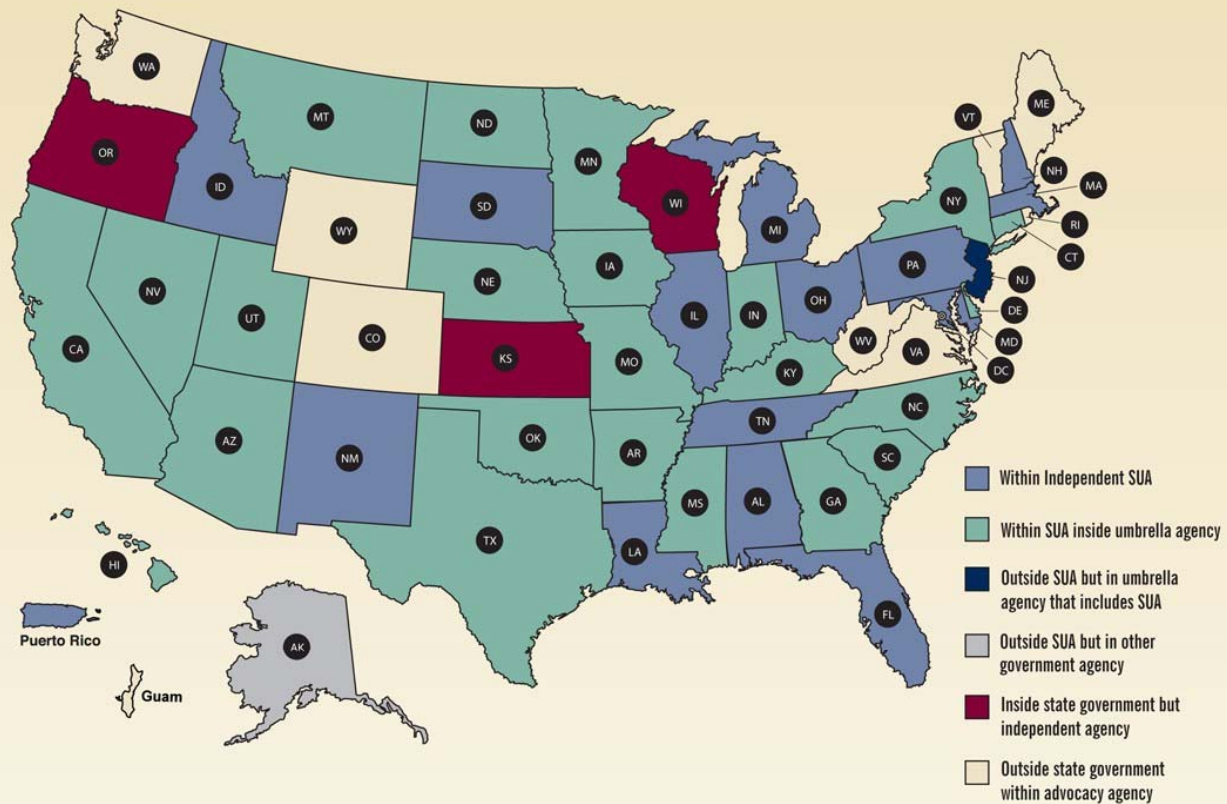 WA
OR
ID
MT
ND
MN
WI
SD
WY
MI
VT
ME
NH
MA
RI
CT
NY
NJ
PA
DE
MD
DC
NV
UT
CO
NE
IA
IL
IN
OH
WV
VA
CA
KS
MO
KY
AZ
NM
OK
AR
TN
NC
SC
TX
LA
MS
AL
GA
FL
HI
Puerto Rico
AK
Guam
Within Independent SUA
Within SUA inside umbrella agency
Outside SUA but in umbrella
agency that includes SUA
Outside SUA but in other
government agency
Inside state government but
independent agency
Outside state government
within advocacy agency